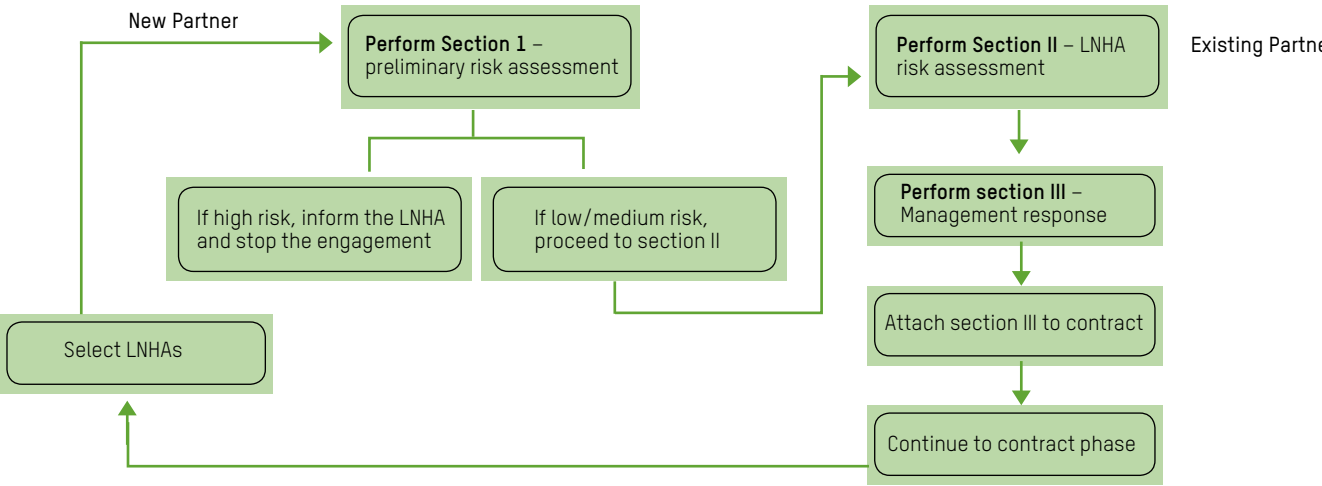 New Partner
Perform Section 1 –
preliminary risk assessment
Perform Section II – LNHA
risk assessment
Existing Partne
If high risk, inform the LNHA
and stop the engagement
If low/medium risk,
proceed to section II
Perform section III –
Management response
Select LNHAs
Attach section III to contract
Continue to contract phase